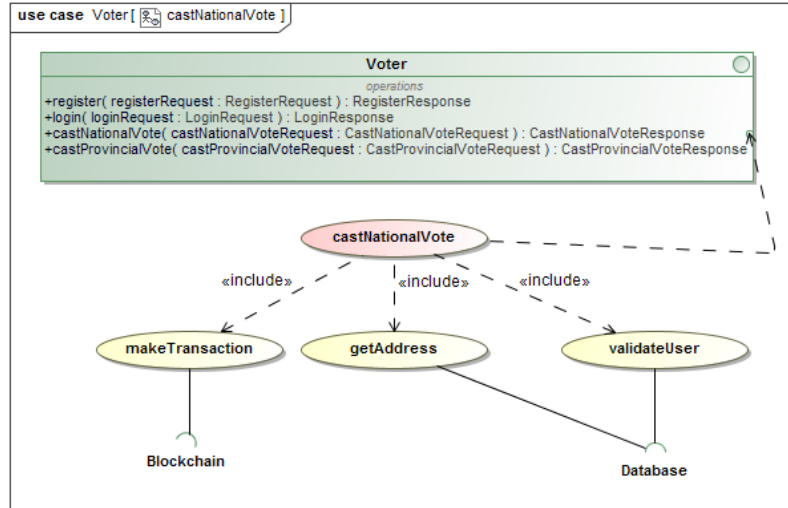 use case Voter [ castNationalVote ]
Voter
operations
+register( registerRequest : RegisterRequest ) : RegisterResponse
+login( loginRequest : LoginRequest ) : LoginResponse
+castNationalVote( castNationalVoteRequest : CastNationalVoteRequest ) : CastNationalVoteResponse
+castProvincialVote( castProvincialVoteRequest : CastProvincialVoteRequest ) : CastProvincialVoteResponse
castNationalVote
«include» «include» «include»
makeTransaction getAddress validateUser
Blockchain Database